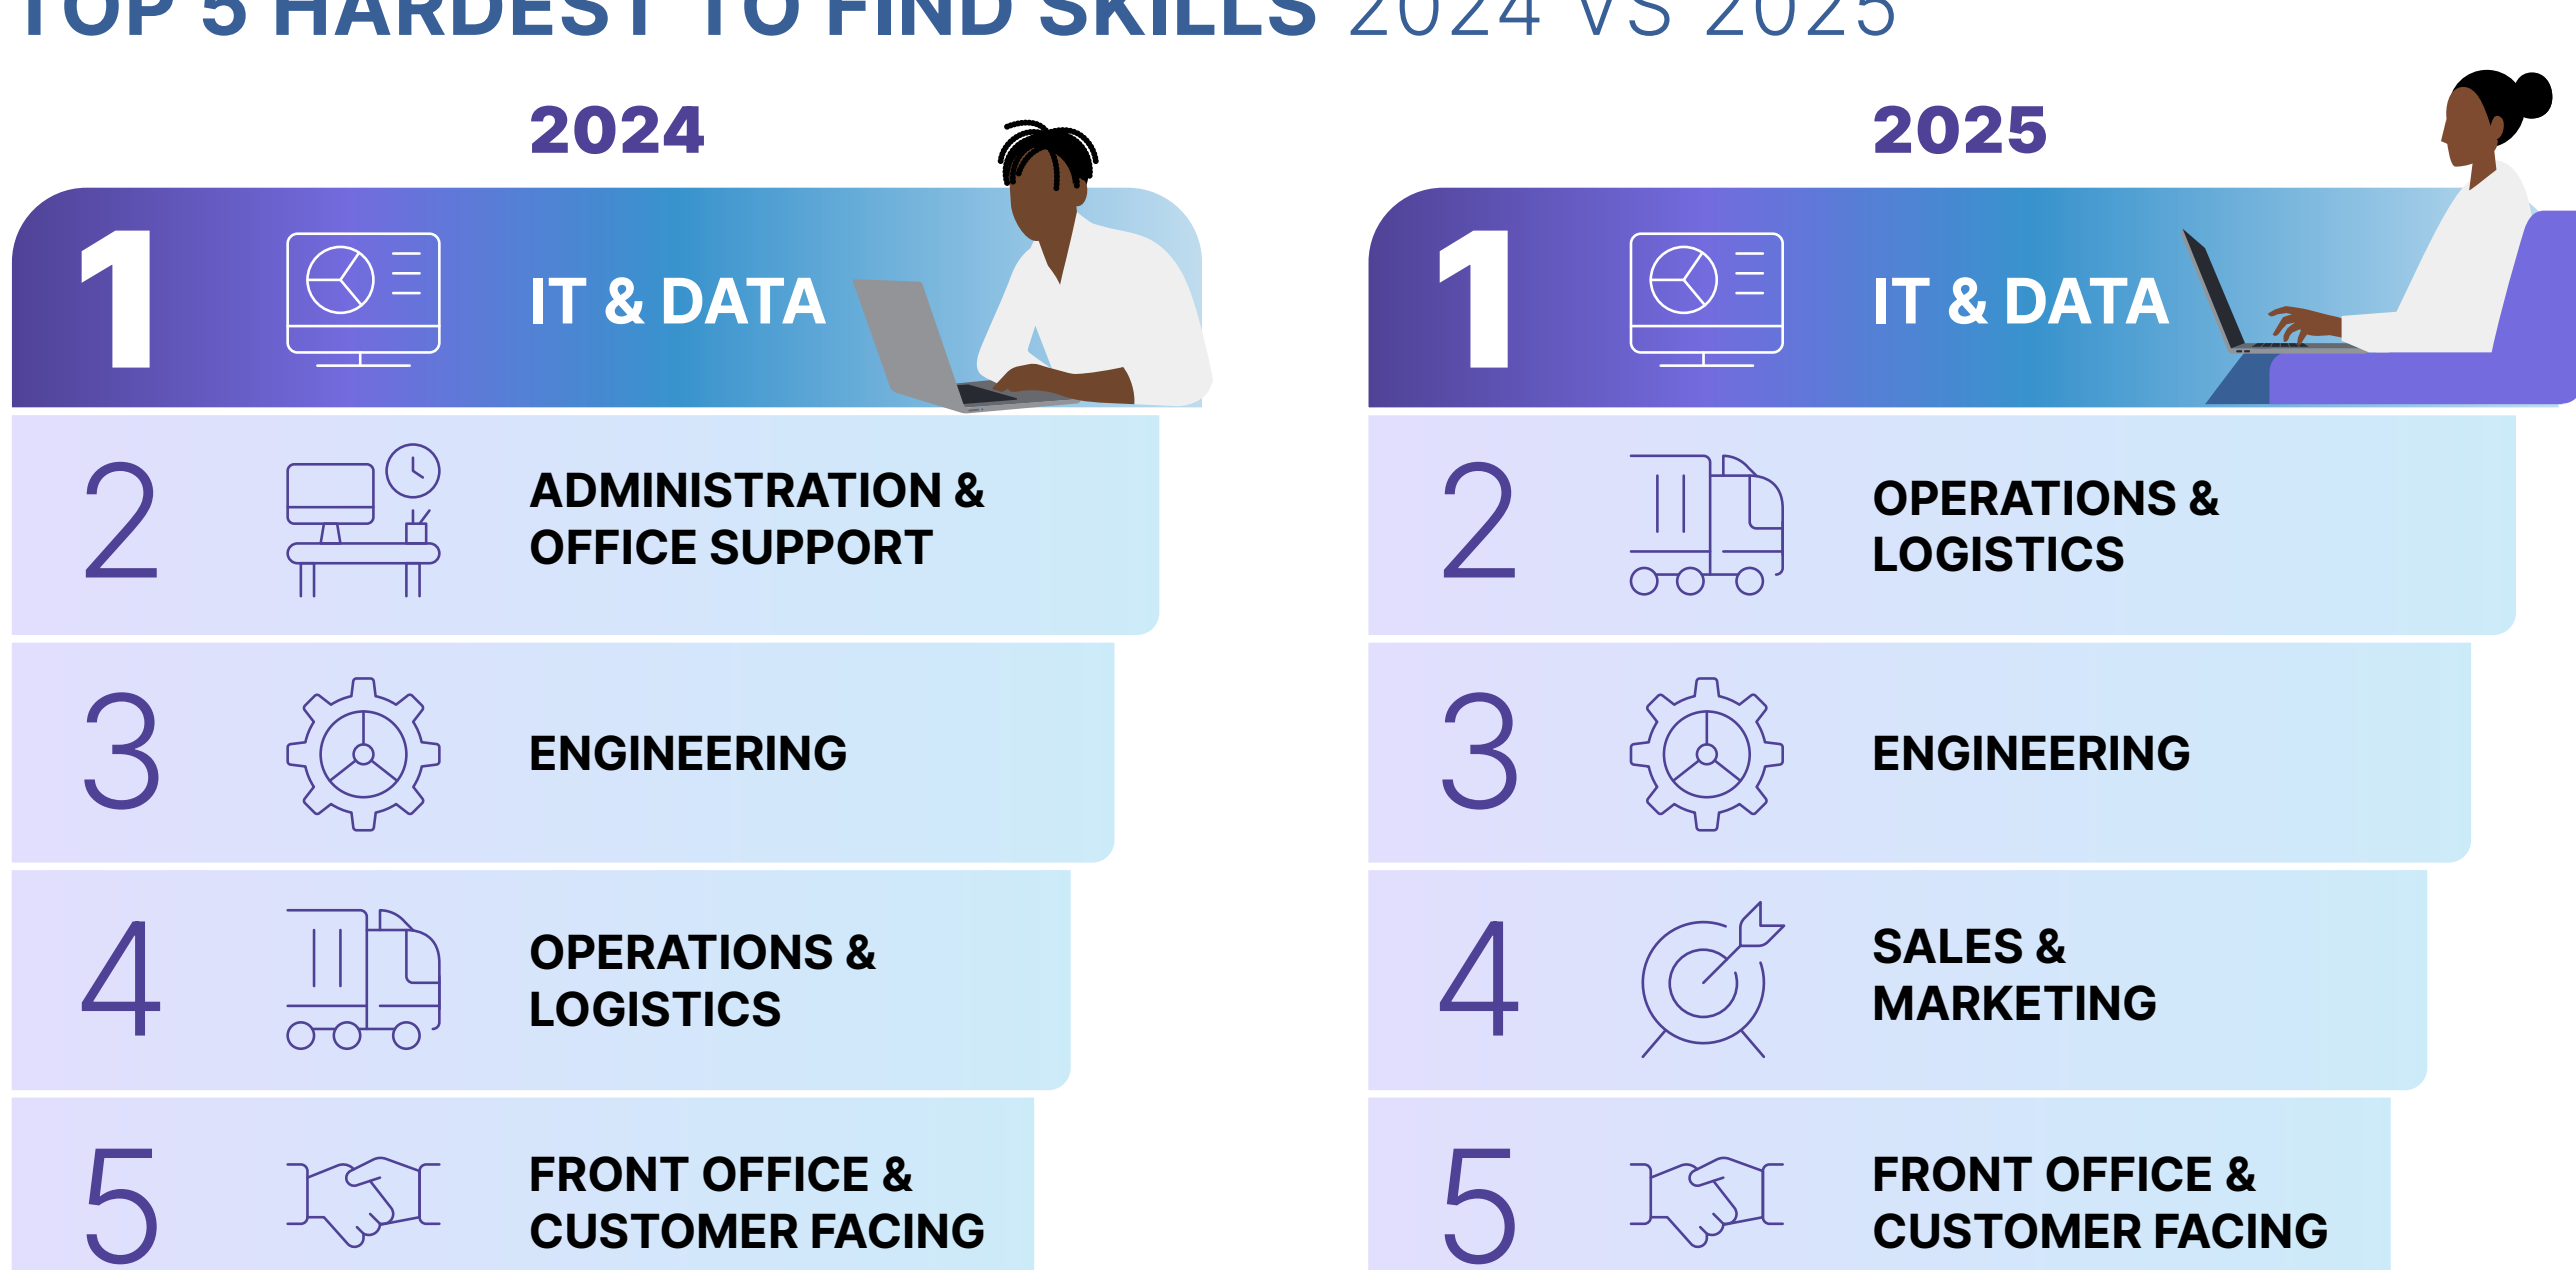 TOP 5 HARDEST TO FIND SKILLS 2024 VS 2025
2024
1
IT & DATA
2
ADMINISTRATION &
OFFICE SUPPORT
3
ENGINEERING
4
OPERATIONS &
LOGISTICS
5
FRONT OFFICE &
CUSTOMER FACING
2025
1
IT & DATA
2
OPERATIONS &
LOGISTICS
3
ENGINEERING
4
SALES &
MARKETING
5
FRONT OFFICE &
CUSTOMER FACING